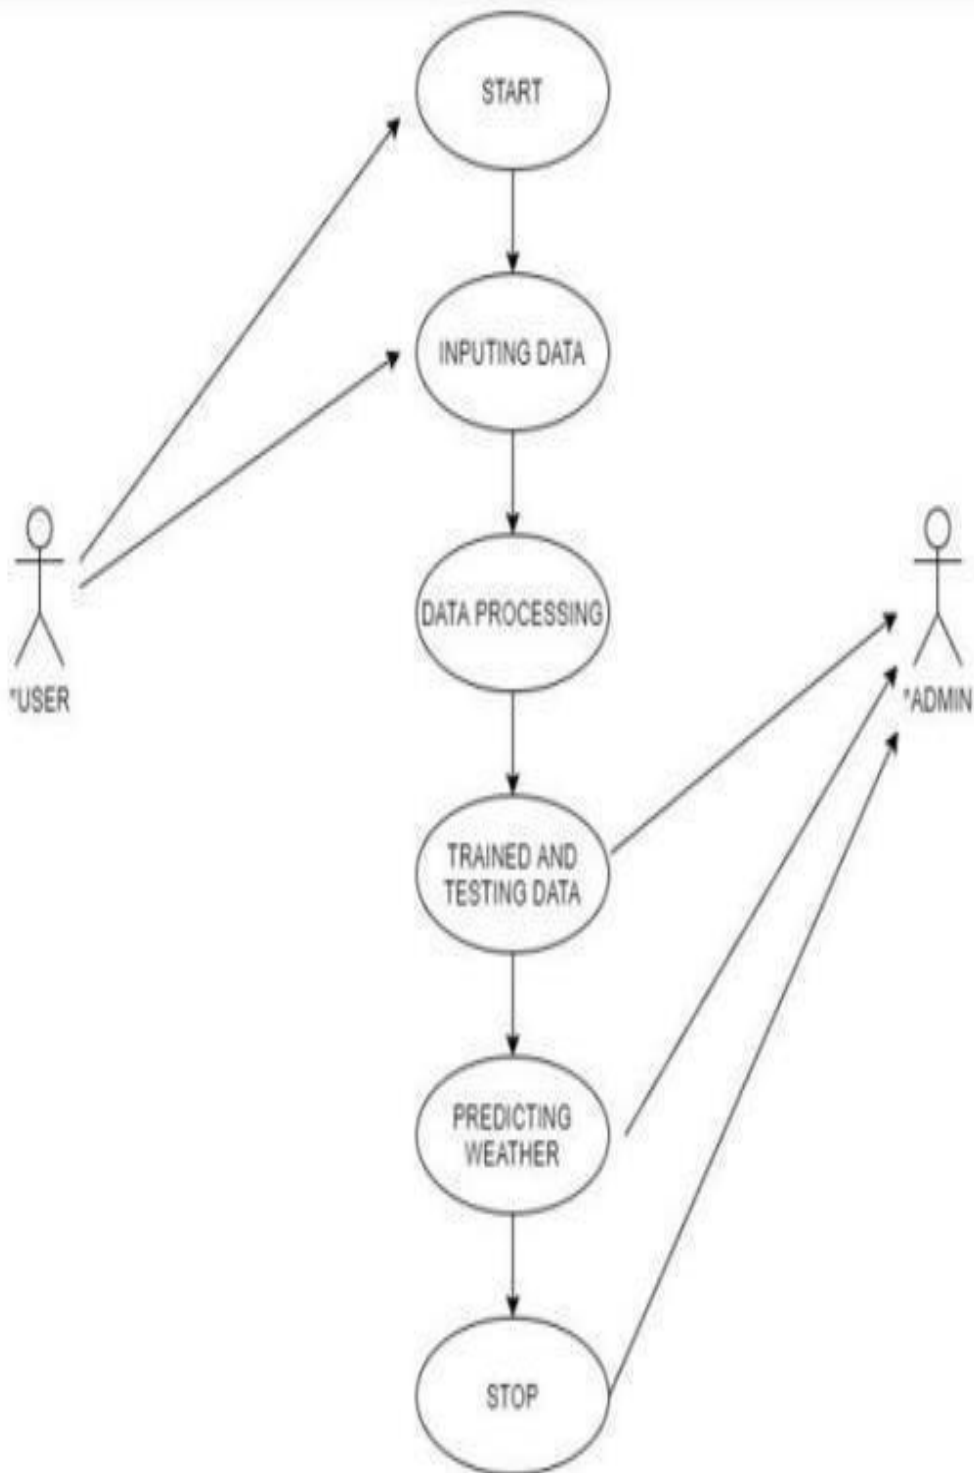 START
INPUTING DATA
DATA PROCESSING
*USER
*ADMIN
TRAINED AND
TESTING DATA
PREDICTING
WEATHER
STOP